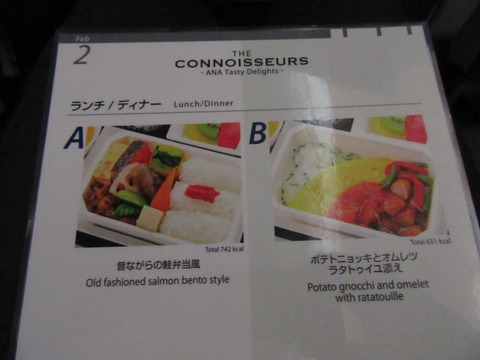 Feb
2
THE
CONNOISSEURS
- ANA Tasty Delights -
ランチ / ディナー Lunch/Dinner
A
B
Total 742 kcal
Total 651 kcal
昔ながらの鮭弁当風
Old fashioned salmon bento style
ポテトニョッキとオムレツ
ラタトゥイユ添え
Potato gnocchi and omelet
with ratatouille